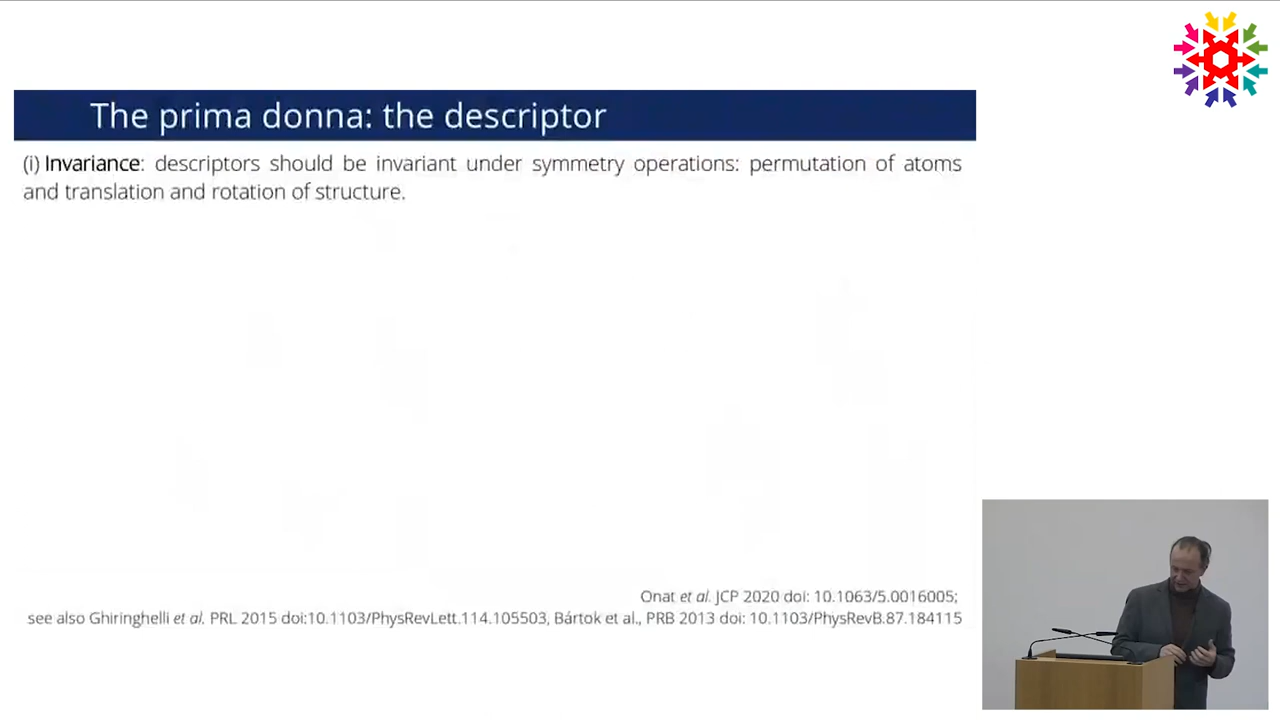 The prima donna: the descriptor
(i) Invariance: descriptors should be invariant under symmetry operations: permutation of atoms
and translation and rotation of structure.
Onat et al. JCP 2020 doi: 10.1063/5.0016005;
see also Ghiringhelli et al. PRL 2015 doi:10.1103/PhysRevLett.114.105503, Bártok et al., PRB 2013 doi: 10.1103/PhysRevB.87.184115